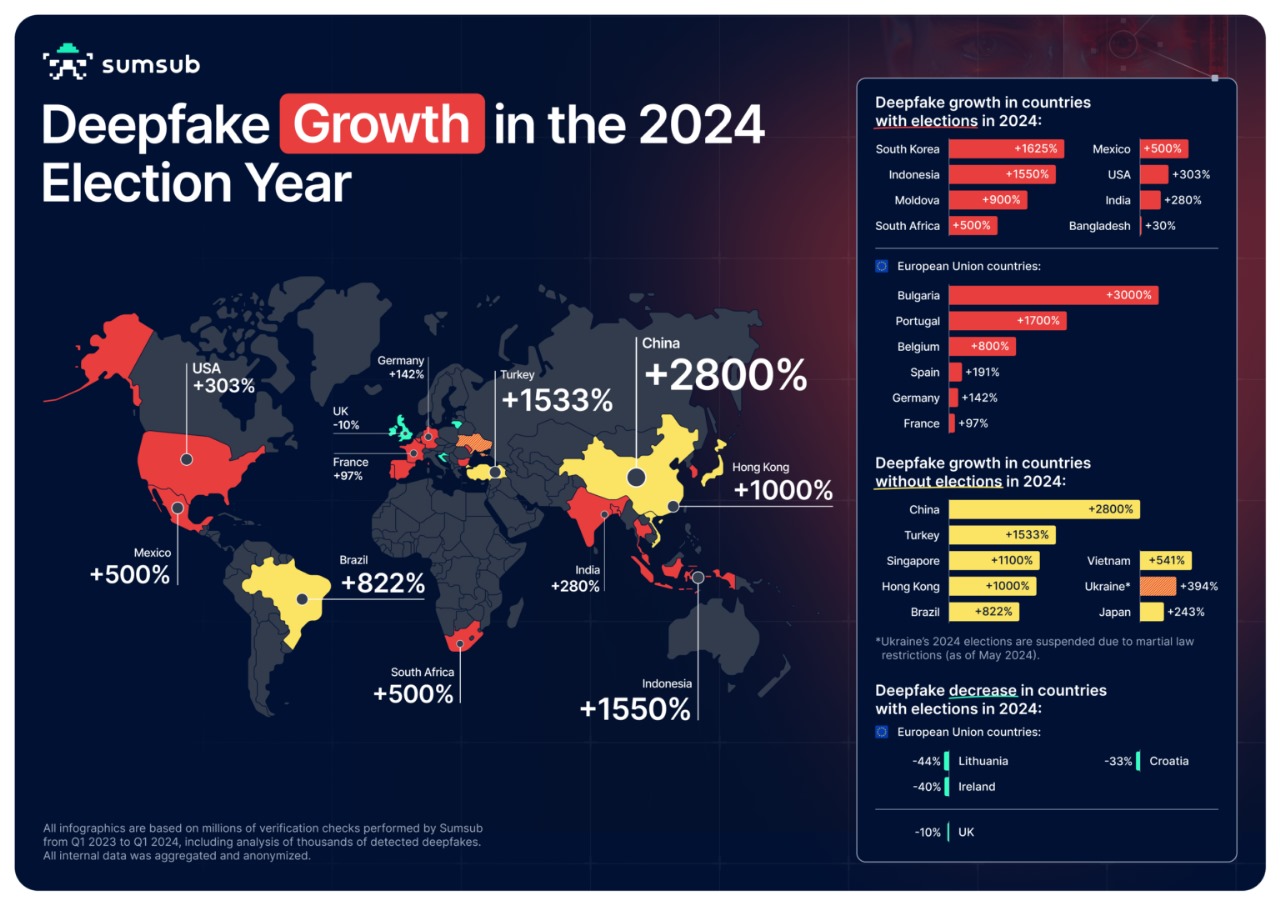 sumsub
Deepfake Growth in the 2024
Election Year
USA
+303%
Mexico
+500%
Brazil
+822%
Germany
+142%
UK
-10%
France
+97%
Turkey
+1533%
China
+2800%
Hong Kong
+1000%
India
+280%
South Africa
+500%
Indonesia
+1550%
All infographics are based on millions of verification checks performed by Sumsub
from Q1 2023 to Q1 2024, including analysis of thousands of detected deepfakes.
All internal data was aggregated and anonymized.
Deepfake growth in countries
with elections in 2024:
South Korea +1625%
Indonesia +1550%
Moldova +900%
South Africa +500%
Mexico +500%
USA +303%
India +280%
Bangladesh +30%
European Union countries:
Bulgaria +3000%
Portugal +1700%
Belgium +800%
Spain +191%
Germany +142%
France +97%
Deepfake growth in countries
without elections in 2024:
China +2800%
Turkey +1533%
Singapore +1100%
Hong Kong +1000%
Brazil +822%
Vietnam +541%
Ukraine* +394%
Japan +243%
*Ukraine's 2024 elections are suspended due to martial law
restrictions (as of May 2024).
Deepfake decrease in countries
with elections in 2024:
European Union countries:
-44% Lithuania
-40% Ireland
-33% Croatia
-10% UK